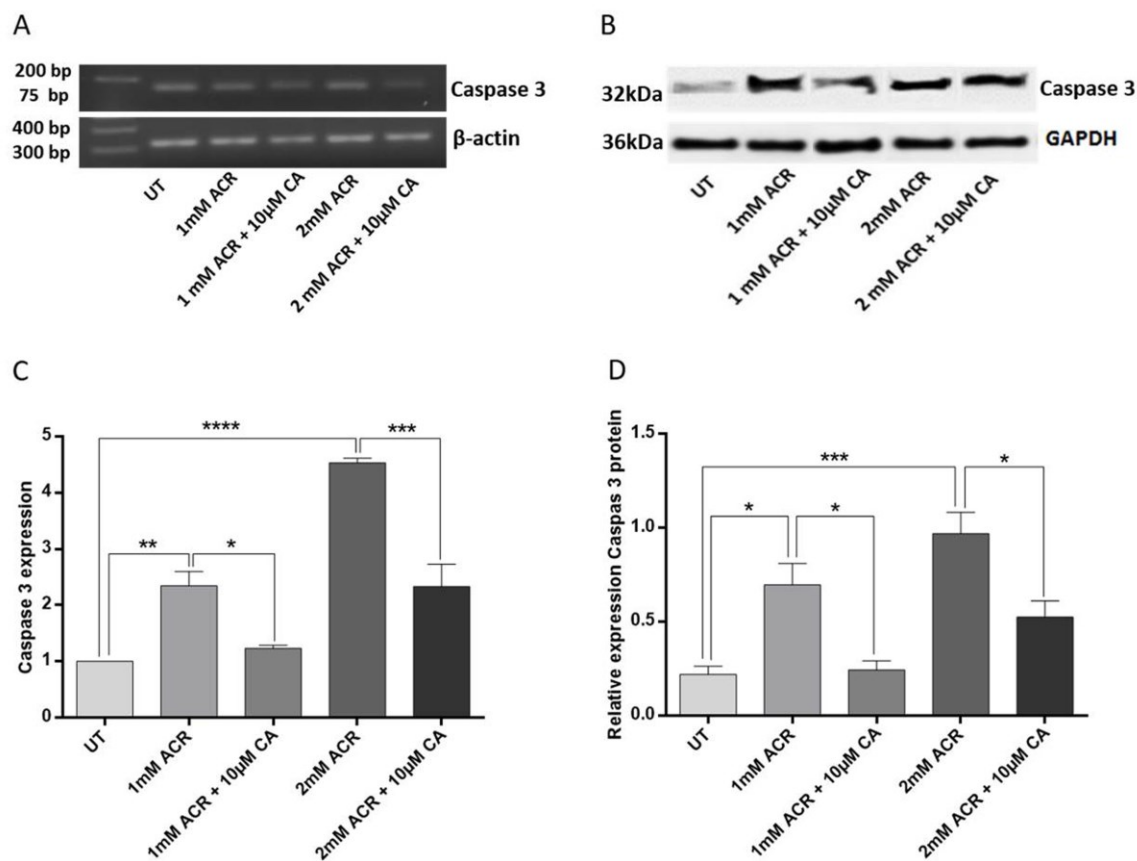 A
200 bp
75 bp
Caspase 3
400 bp
300 bp
β-actin
UT
1mM ACR
1 mM ACR + 10µM CA
2mM ACR
2 mM ACR + 10µM CA
B
32kDa
Caspase 3
36kDa
GAPDH
UT
1mM ACR
1 mM ACR + 10µM CA
2mM ACR
2 mM ACR + 10µM CA
C
Caspase 3 expression
5
4
3
2
1
0
****
***
**
*
UT
1mM ACR
1mM ACR + 10µM CA
2mM ACR
2mM ACR + 10µM CA
D
Relative expression Caspas 3 protein
1.5
1.0
0.5
0.0
***
*
*
*
UT
1mM ACR
1mM ACR + 10µM CA
2mM ACR
2mM ACR + 10µM CA